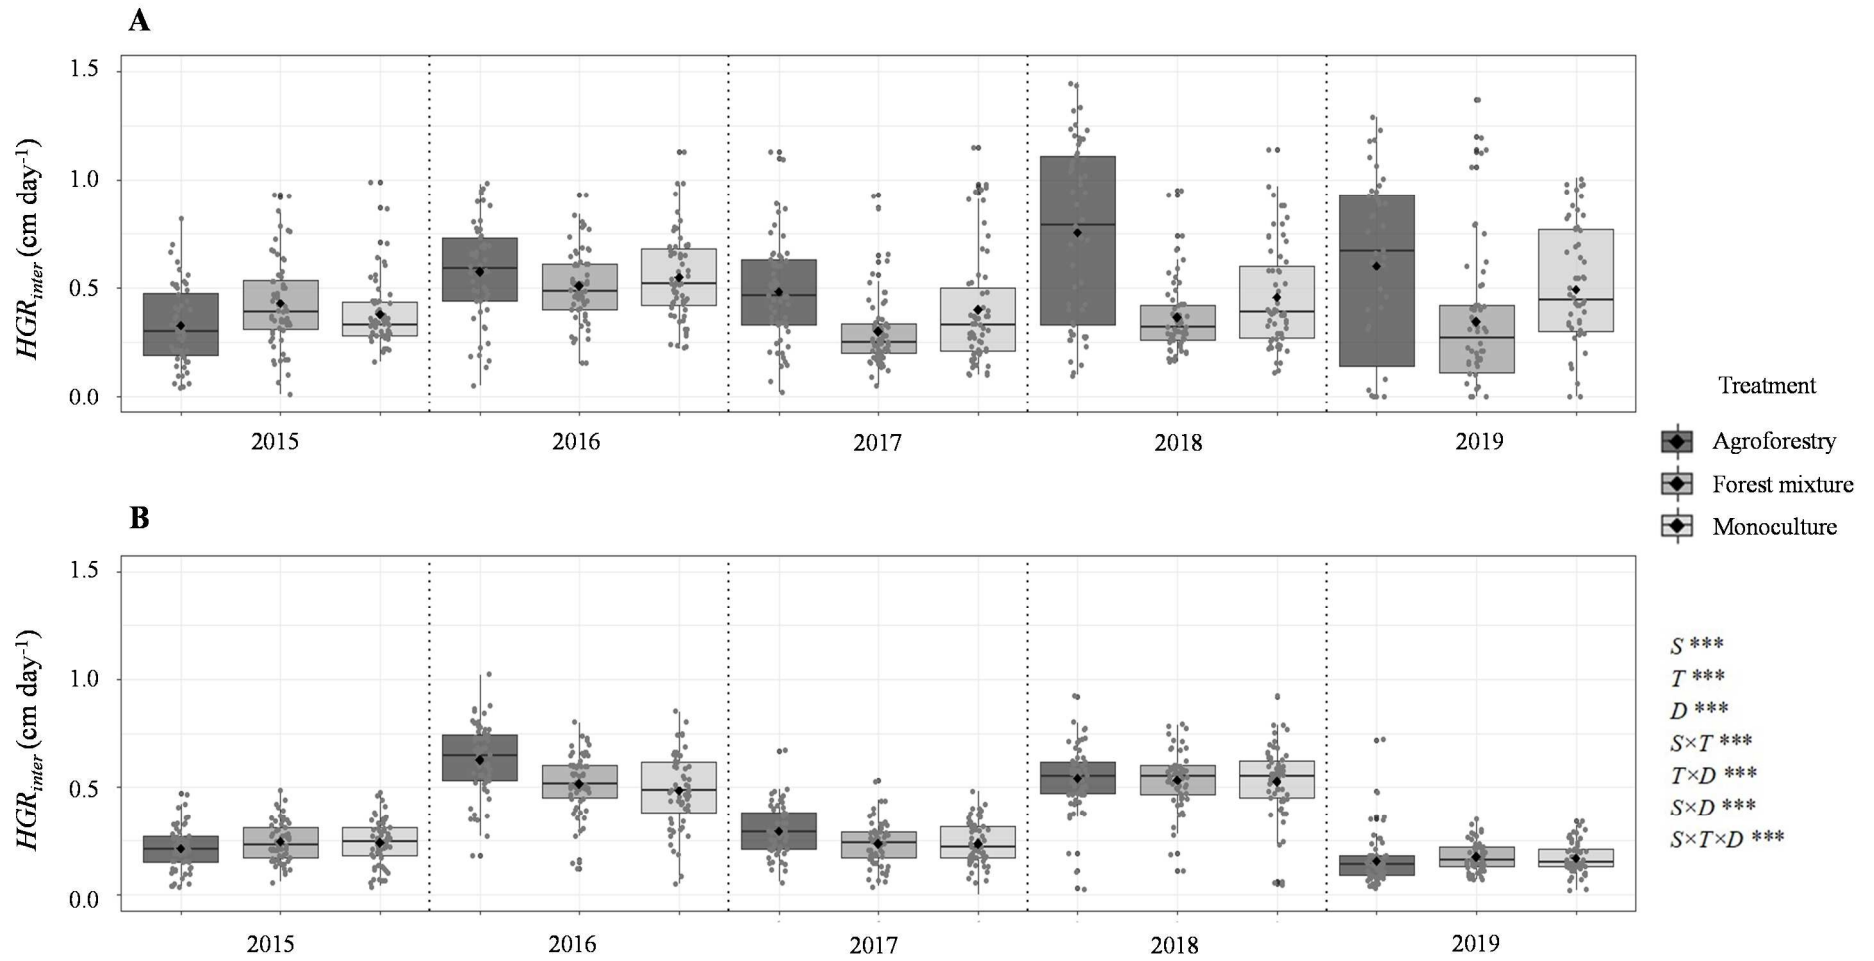 A
1.5
1.0
0.5
0.0
HGRinter (cm day-1)
2015 2016 2017 2018 2019
Treatment
Agroforestry
Forest mixture
Monoculture
B
1.5
1.0
0.5
0.0
HGRinter (cm day-1)
2015 2016 2017 2018 2019
S ***
T ***
D ***
S×T ***
T×D ***
S×D ***
S×T×D ***